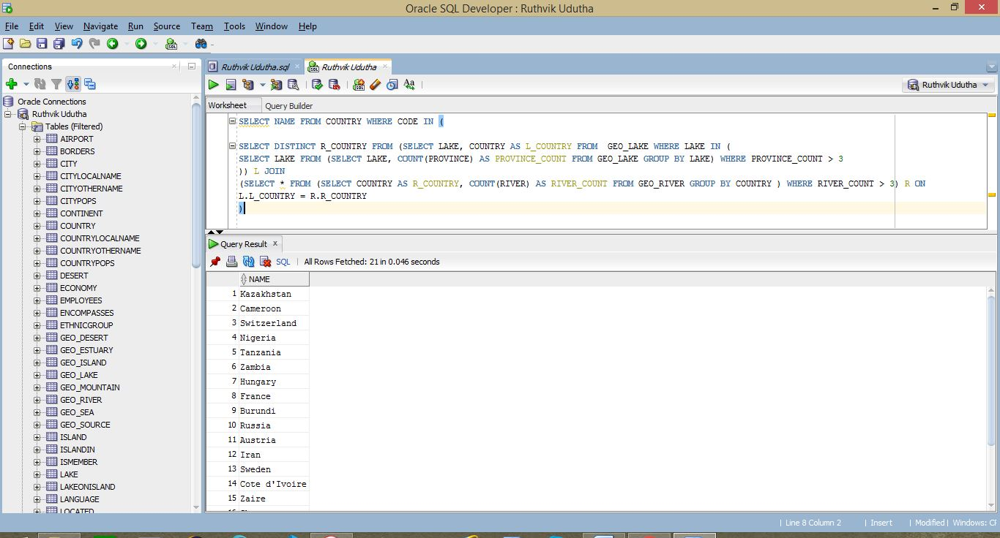 Oracle SQL Developer : Ruthvik Ududtha
File Edit View Navigate Run Source Team Tools Window Help
Connections
Oracle Connections
Ruthvik Udutha
Tables (Filtered)
AIRPORT
BORDERS
CITY
CITYLOCALNAME
CITYOTHERNAME
CITYPOPS
CONTINENT
COUNTRY
COUNTRYLOCALNAME
COUNTRYOTHERNAME
COUNTRYPOPS
DESERT
ECONOMY
EMPLOYEES
ENCOMPASSES
ETHNICGROUP
GEO_DESERT
GEO_ESTUARY
GEO_ISLAND
GEO_LAKE
GEO_MOUNTAIN
GEO_RIVER
GEO_SEA
GEO_SOURCE
ISLAND
ISLANDIN
ISMEMBER
LAKE
LAKEONISLAND
LANGUAGE
LOCATED
Ruthvik Udutha.sql Ruthvik Udutha
Aa
Ruthvik Udutha
Worksheet Query Builder
SELECT NAME FROM COUNTRY WHERE CODE IN (
SELECT DISTINCT R_COUNTRY FROM (SELECT LAKE, COUNTRY AS L_COUNTRY FROM GEO_LAKE WHERE LAKE IN (
SELECT LAKE FROM (SELECT LAKE, COUNT(PROVINCE) AS PROVINCE_COUNT FROM GEO_LAKE GROUP BY LAKE) WHERE PROVINCE_COUNT > 3
)) L JOIN
(SELECT * FROM (SELECT COUNTRY AS R_COUNTRY, COUNT(RIVER) AS RIVER_COUNT FROM GEO_RIVER GROUP BY COUNTRY ) WHERE RIVER_COUNT > 3) R ON
L.L_COUNTRY = R.R_COUNTRY
)
Query Result x
SQL | All Rows Fetched: 21 in 0.046 seconds
NAME
1 Kazakhstan
2 Cameroon
3 Switzerland
4 Nigeria
5 Tanzania
6 Zambia
7 Hungary
8 France
9 Burundi
10 Russia
11 Austria
12 Iran
13 Sweden
14 Cote d'Ivoire
15 Zaire
| Line 8 Column 2 | Insert | Modified | Windows: CF